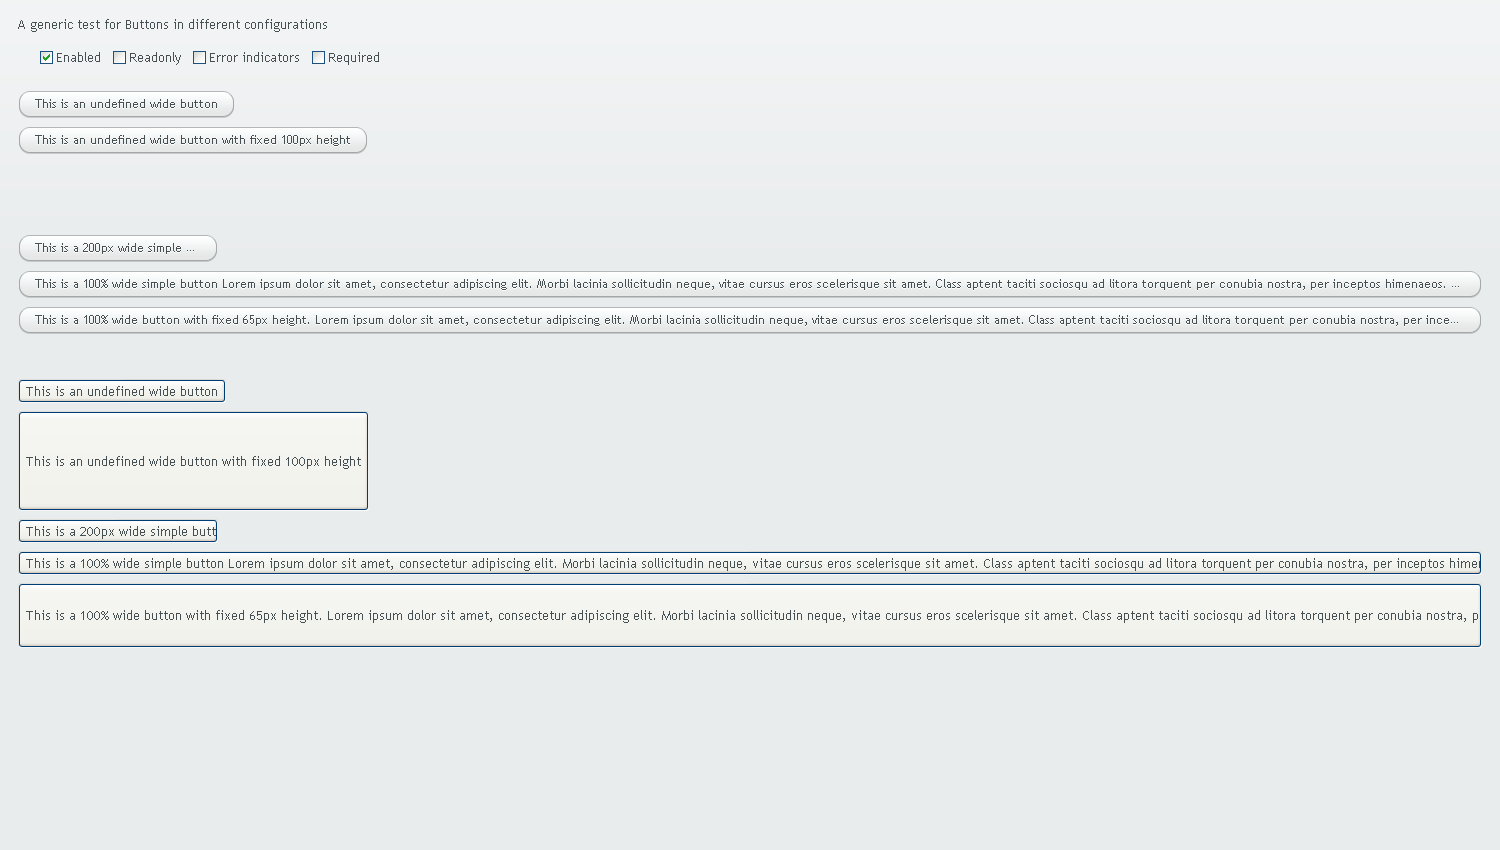 A generic test for Buttons in different configurations
Enabled Readonly Error indicators Required
This is an undefined wide button
This is an undefined wide button with fixed 100px height
This is a 200px wide simple ...
This is a 100% wide simple button Lorem ipsum dolor sit amet, consectetur adipiscing elit. Morbi lacinia sollicitudin neque, vitae cursus eros scelerisque sit amet. Class aptent taciti sociosqu ad litora torquent per conubia nostra, per inceptos himenaeos. ...
This is a 100% wide button with fixed 65px height. Lorem ipsum dolor sit amet, consectetur adipiscing elit. Morbi lacinia sollicitudin neque, vitae cursus eros scelerisque sit amet. Class aptent taciti sociosqu ad litora torquent per conubia nostra, per ince...
This is an undefined wide button
This is an undefined wide button with fixed 100px height
This is a 200px wide simple butt
This is a 100% wide simple button Lorem ipsum dolor sit amet, consectetur adipiscing elit. Morbi lacinia sollicitudin neque, vitae cursus eros scelerisque sit amet. Class aptent taciti sociosqu ad litora torquent per conubia nostra, per inceptos himer
This is a 100% wide button with fixed 65px height. Lorem ipsum dolor sit amet, consectetur adipiscing elit. Morbi lacinia sollicitudin neque, vitae cursus eros scelerisque sit amet. Class aptent taciti sociosqu ad litora torquent per conubia nostra, p